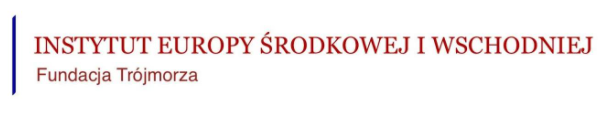 INSTYTUT EUROPY ŚRODKOWEJ I WSCHODNIEJ
Fundacja Trójmorza